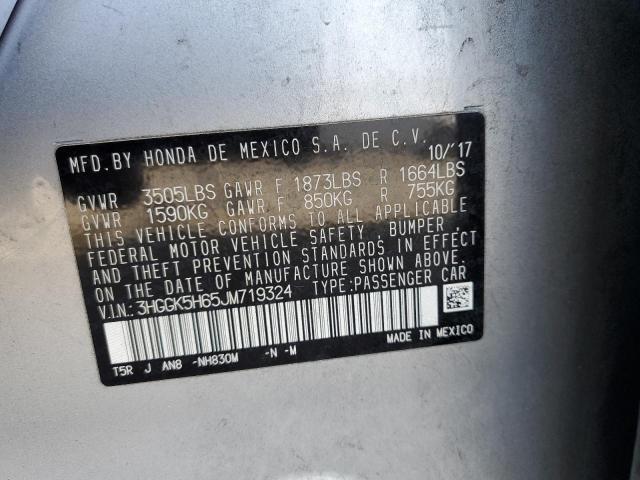 MFD. BY HONDA DE MEXICO S.A. DE C.V. 10/'17
GVWR 3505LBS GAWR F 1873LBS R 1664LBS
GVWR 1590KG GAWR F 850KG R 755KG
THIS VEHICLE CONFORMS TO ALL APPLICABLE
FEDERAL MOTOR VEHICLE SAFETY, BUMPER,
AND THEFT PREVENTION STANDARDS IN EFFECT
ON THE DATE OF MANUFACTURE SHOWN ABOVE.
V.I.N.: 3HGGK5H65JM719324 TYPE:PASSENGER CAR
T5R J AN8 -NH830M -N -M MADE IN MEXICO